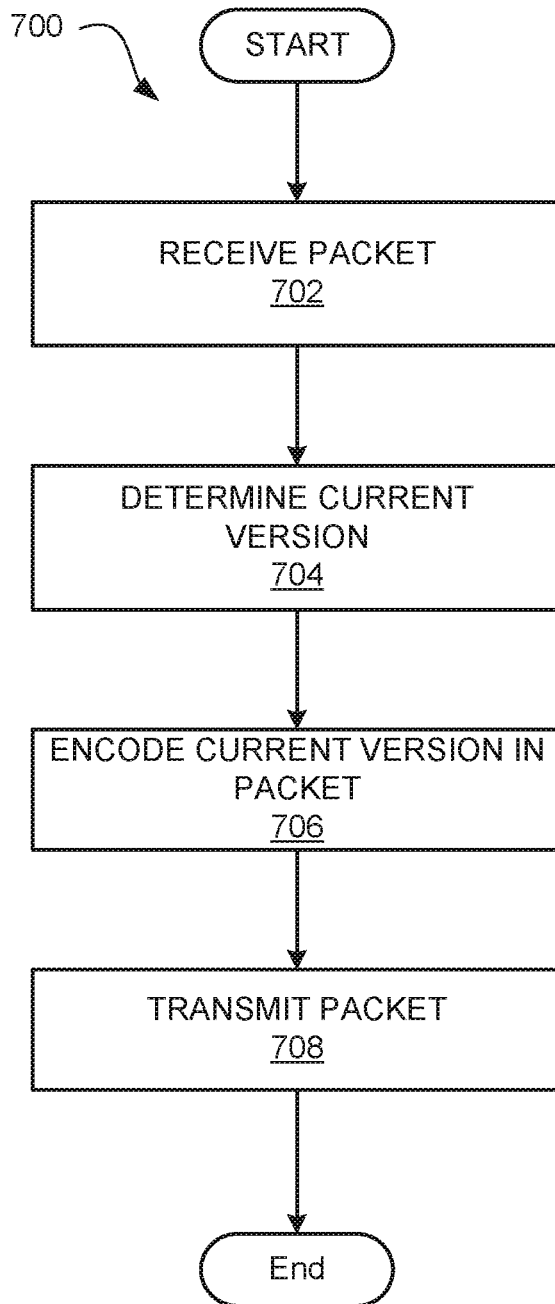 700
START
RECEIVE PACKET
702
DETERMINE CURRENT
VERSION
704
ENCODE CURRENT VERSION IN
PACKET
706
TRANSMIT PACKET
708
End